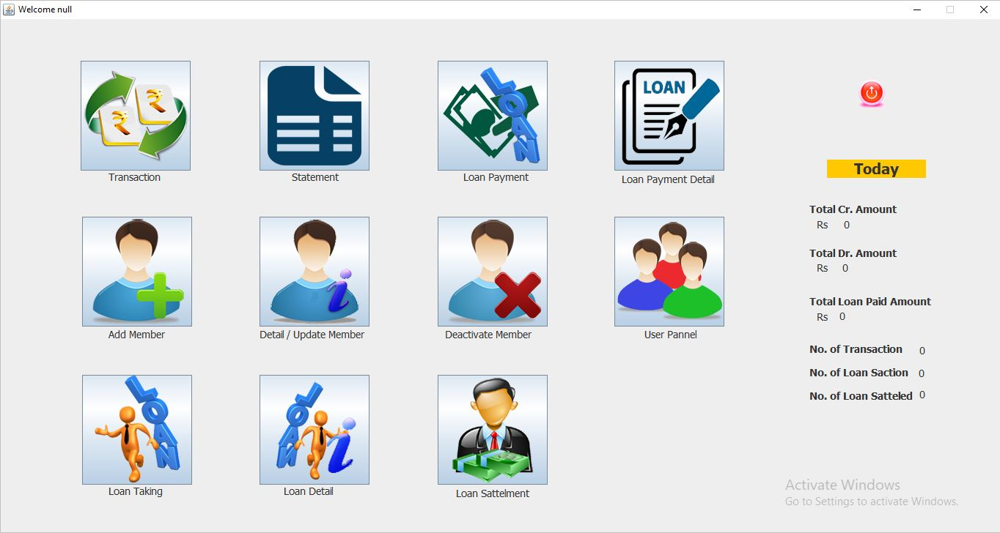 Welcome null
LOAN
LOAN
Transaction
Statement
Loan Payment
Loan Payment Detail
Today
Total Cr. Amount
Rs 0
Total Dr. Amount
Rs 0
Total Loan Paid Amount
Rs 0
Add Member
Detail / Update Member
Deactivate Member
User Pannel
No. of Transaction 0
No. of Loan Saction 0
No. of Loan Satteled 0
LOAN
LOAN
i
i
Loan Taking
Loan Detail
Loan Sattelment
Activate Windows
Go to Settings to activate Windows.